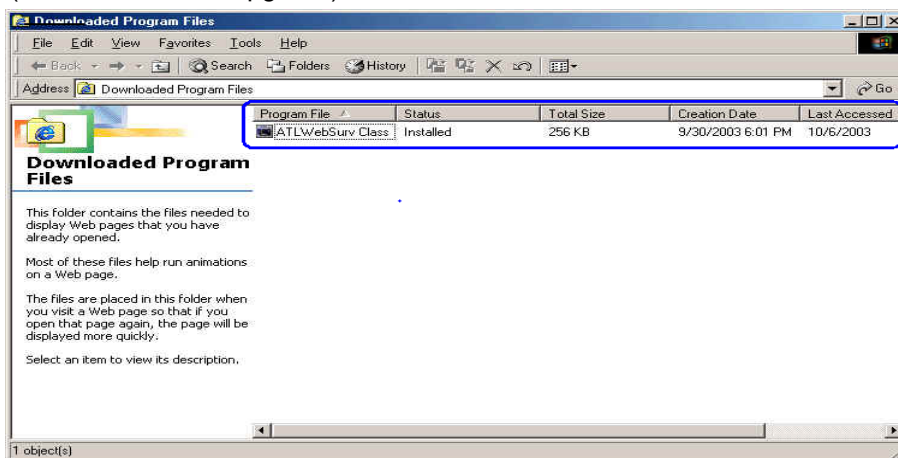 Downloaded Program Files
File Edit View Favorites Tools Help
Back Search Folders History
Address Downloaded Program Files Go
Program File Status Total Size Creation Date Last Accessed
ATLWebSurv Class Installed 256 KB 9/30/2003 6:01 PM 10/6/2003
Downloaded Program
Files
This folder contains the files needed to
display Web pages that you have
already opened.
Most of these files help run animations
on a Web page.
The files are placed in this folder when
you visit a Web page so that if you
open that page again, the page will be
displayed more quickly.
Select an item to view its description.
1 object(s)